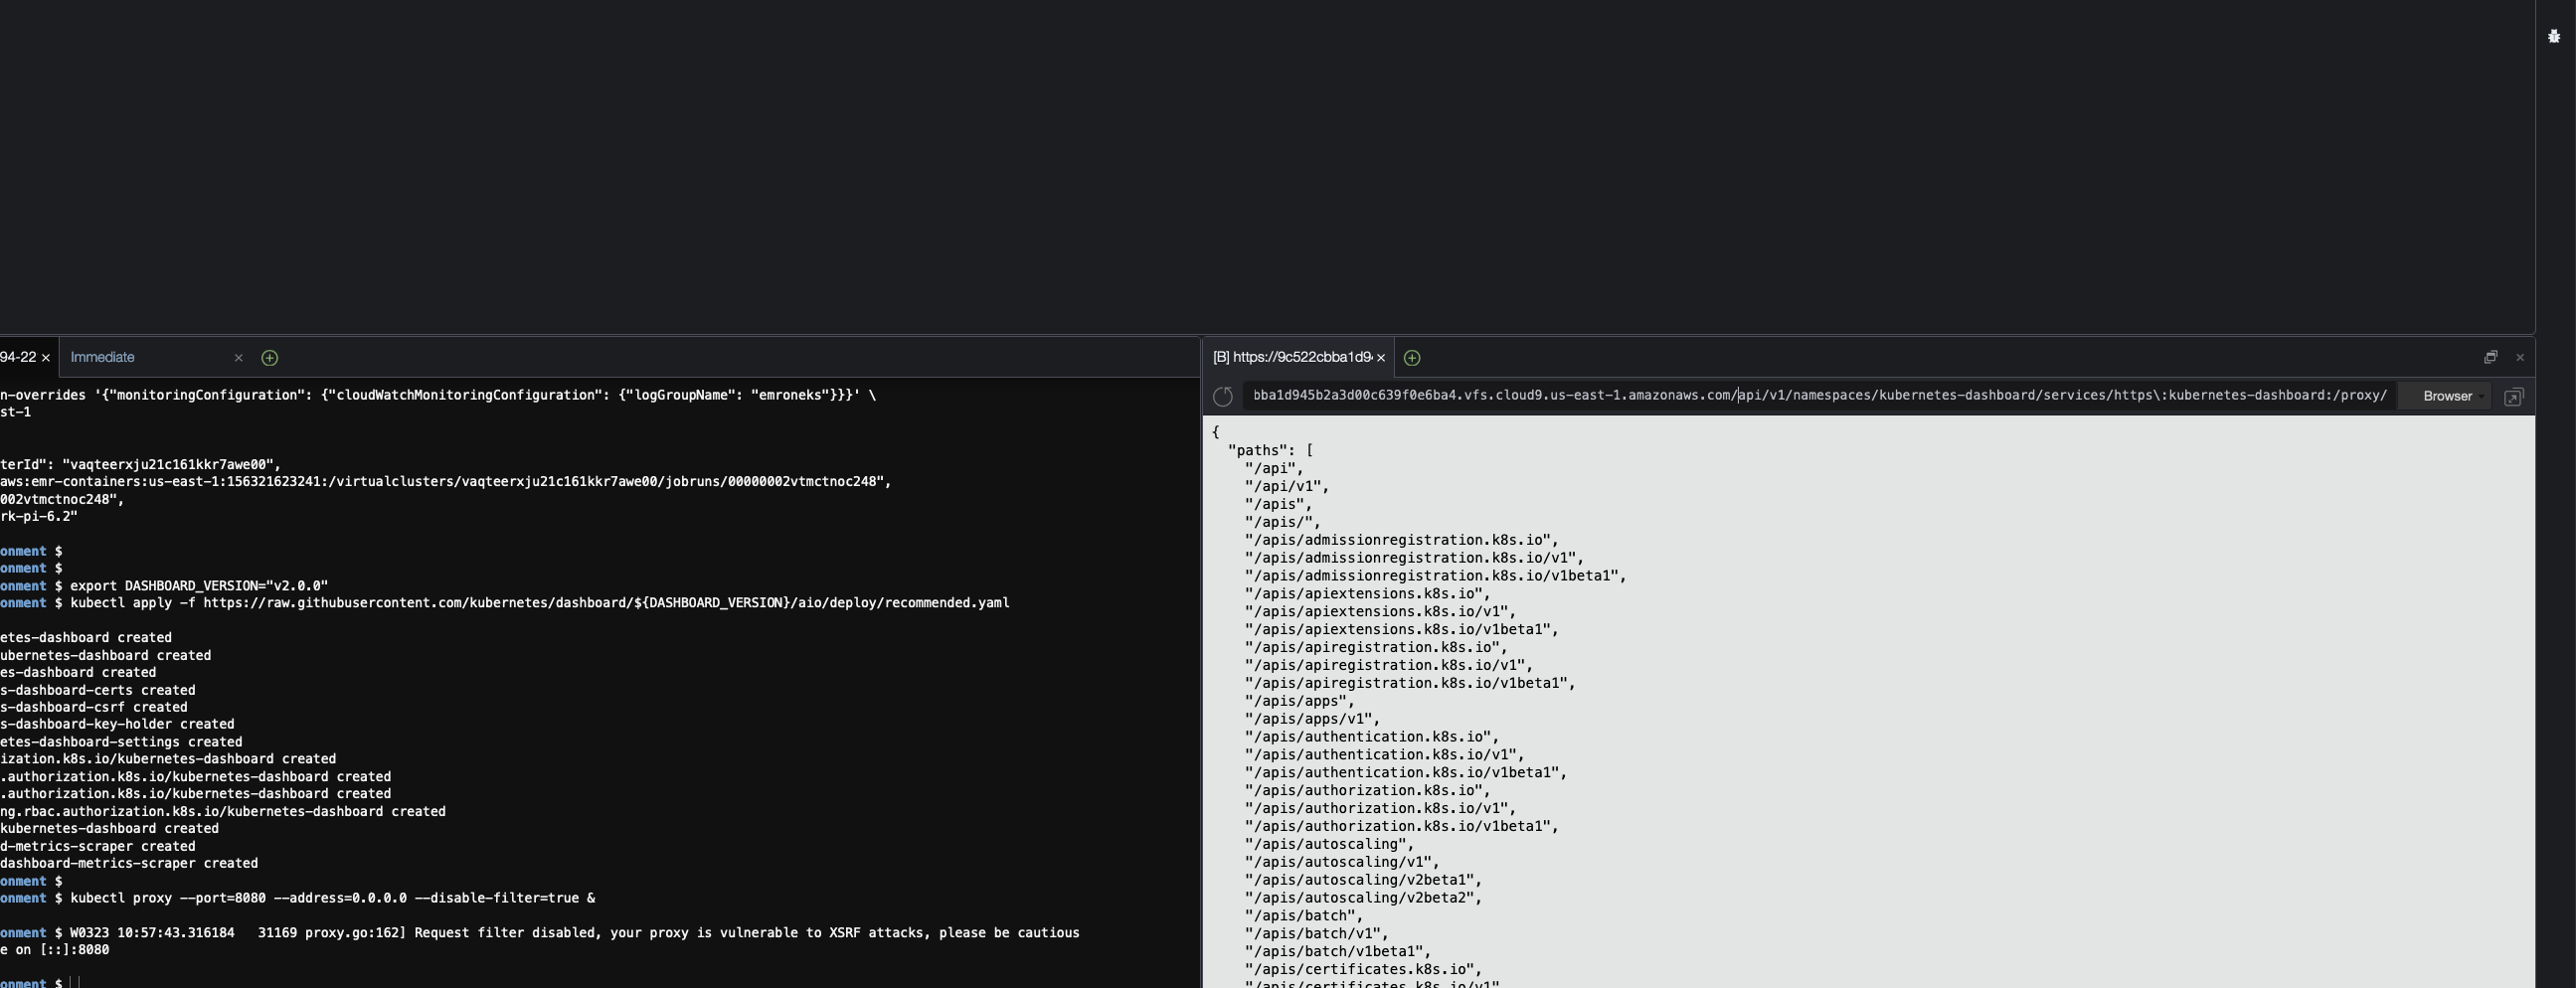 94-22 ×
Immediate ×
n-overrides '{"monitoringConfiguration": {"cloudWatchMonitoringConfiguration": {"logGroupName": "emroneks"}}}' \
st-1
terId": "vaqteerxju21c161kkr7awe00",
aws:emr-containers:us-east-1:156321623241:/virtualclusters/vaqteerxju21c161kkr7awe00/jobruns/00000002vtmctnoc248",
002vtmctnoc248",
rk-pi-6.2"
onment $
onment $
onment $ export DASHBOARD_VERSION="v2.0.0"
onment $ kubectl apply -f https://raw.githubusercontent.com/kubernetes/dashboard/${DASHBOARD_VERSION}/aio/deploy/recommended.yaml
etes-dashboard created
ubernetes-dashboard created
es-dashboard created
s-dashboard-certs created
s-dashboard-csrf created
s-dashboard-key-holder created
etes-dashboard-settings created
ization.k8s.io/kubernetes-dashboard created
.authorization.k8s.io/kubernetes-dashboard created
.authorization.k8s.io/kubernetes-dashboard created
ng.rbac.authorization.k8s.io/kubernetes-dashboard created
kubernetes-dashboard created
d-metrics-scraper created
dashboard-metrics-scraper created
onment $
onment $ kubectl proxy --port=8080 --address=0.0.0.0 --disable-filter=true &
onment $ W0323 10:57:43.316184   31169 proxy.go:162] Request filter disabled, your proxy is vulnerable to XSRF attacks, please be cautious
e on [::]:8080
onment $
[B] https://9c522cbba1d9 ×
bba1d945b2a3d00c639f0e6ba4.vfs.cloud9.us-east-1.amazonaws.com/api/v1/namespaces/kubernetes-dashboard/services/https\:kubernetes-dashboard:/proxy/
Browser
{
"paths": [
"/api",
"/api/v1",
"/apis",
"/apis/",
"/apis/admissionregistration.k8s.io",
"/apis/admissionregistration.k8s.io/v1",
"/apis/admissionregistration.k8s.io/v1beta1",
"/apis/apiextensions.k8s.io",
"/apis/apiextensions.k8s.io/v1",
"/apis/apiextensions.k8s.io/v1beta1",
"/apis/apiregistration.k8s.io",
"/apis/apiregistration.k8s.io/v1",
"/apis/apiregistration.k8s.io/v1beta1",
"/apis/apps",
"/apis/apps/v1",
"/apis/authentication.k8s.io",
"/apis/authentication.k8s.io/v1",
"/apis/authentication.k8s.io/v1beta1",
"/apis/authorization.k8s.io",
"/apis/authorization.k8s.io/v1",
"/apis/authorization.k8s.io/v1beta1",
"/apis/autoscaling",
"/apis/autoscaling/v1",
"/apis/autoscaling/v2beta1",
"/apis/autoscaling/v2beta2",
"/apis/batch",
"/apis/batch/v1",
"/apis/batch/v1beta1",
"/apis/certificates.k8s.io",
"/apis/certificates.k8s.io/v1"